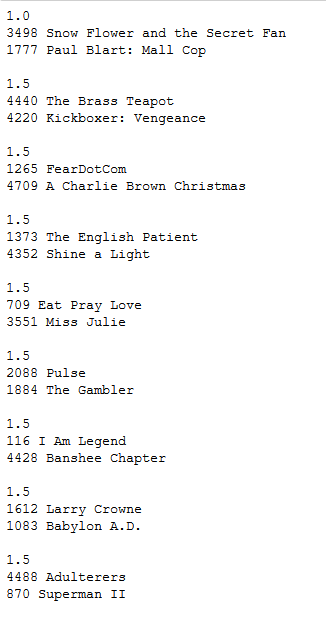 1.0
3498 Snow Flower and the Secret Fan
1777 Paul Blart: Mall Cop
1.5
4440 The Brass Teapot
4220 Kickboxer: Vengeance
1.5
1265 FearDotCom
4709 A Charlie Brown Christmas
1.5
1373 The English Patient
4352 Shine a Light
1.5
709 Eat Pray Love
3551 Miss Julie
1.5
2088 Pulse
1884 The Gambler
1.5
116 I Am Legend
4428 Banshee Chapter
1.5
1612 Larry Crowne
1083 Babylon A.D.
1.5
4488 Adulterers
870 Superman II